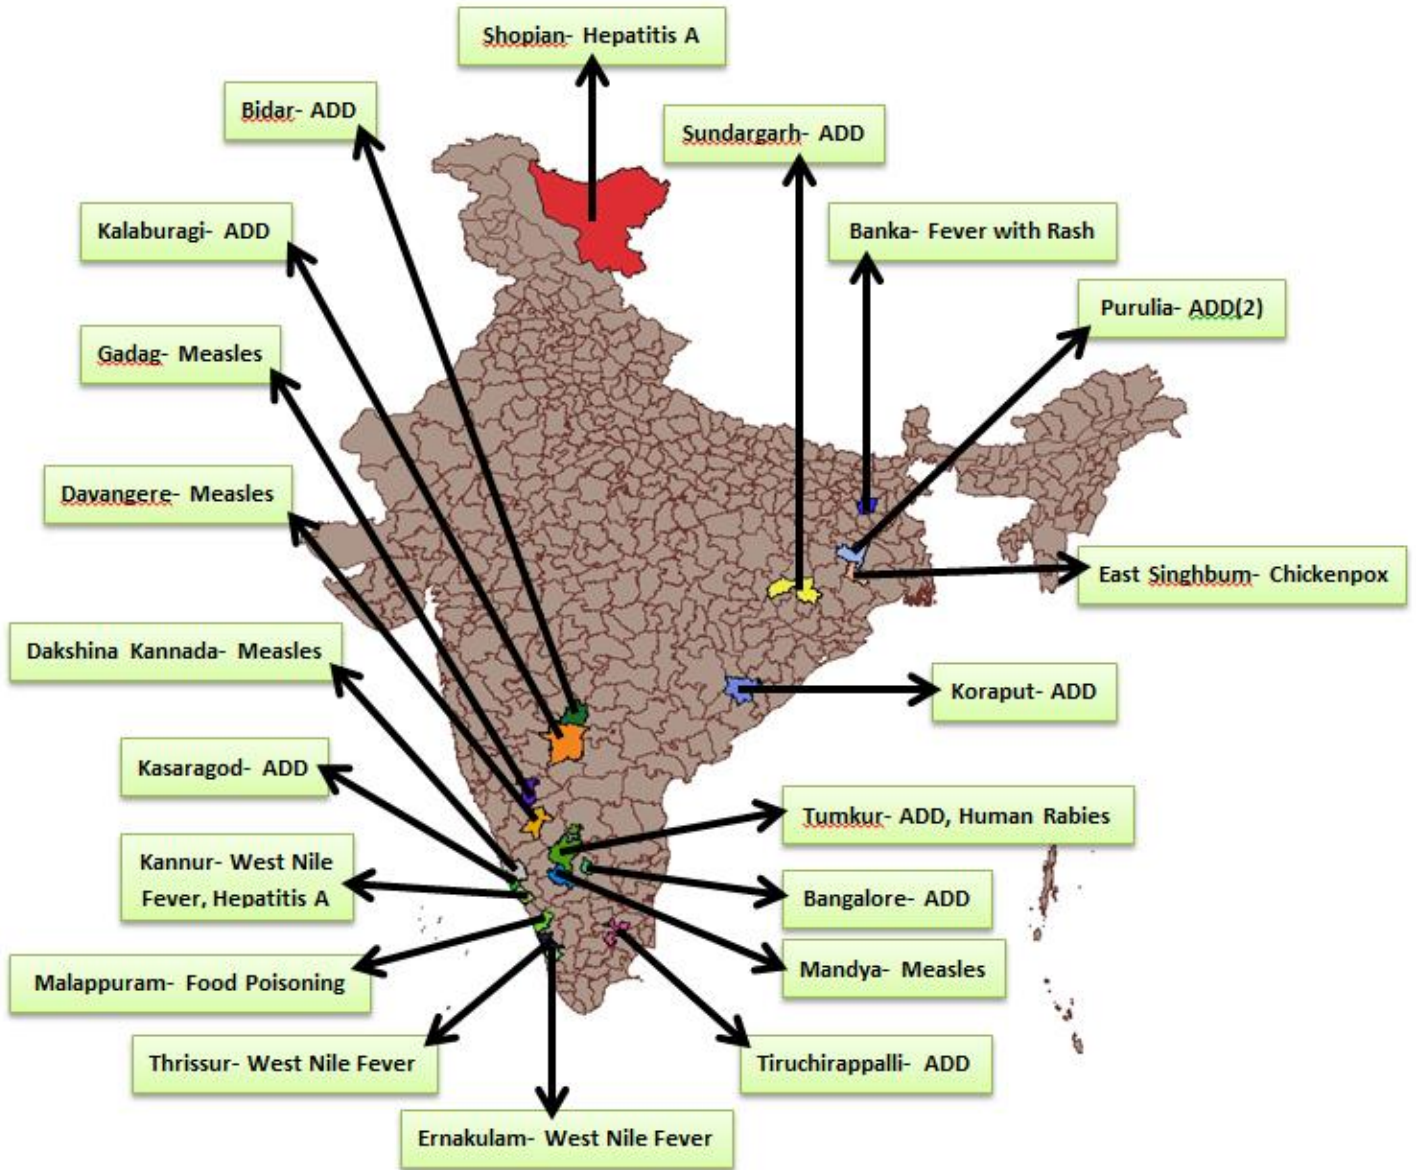 Shopian- Hepatitis A
Bidar- ADD
Sundargarh- ADD
Kalaburagi- ADD
Banka- Fever with Rash
Purulia- ADD(2)
Gadag- Measles
Davangere- Measles
East Singhbum- Chickenpox
Dakshina Kannada- Measles
Koraput- ADD
Kasaragod- ADD
Tumkur- ADD, Human Rabies
Kannur- West Nile
Fever, Hepatitis A
Bangalore- ADD
Malappuram- Food Poisoning
Mandya- Measles
Thrissur- West Nile Fever
Tiruchirappalli- ADD
Ernakulam- West Nile Fever